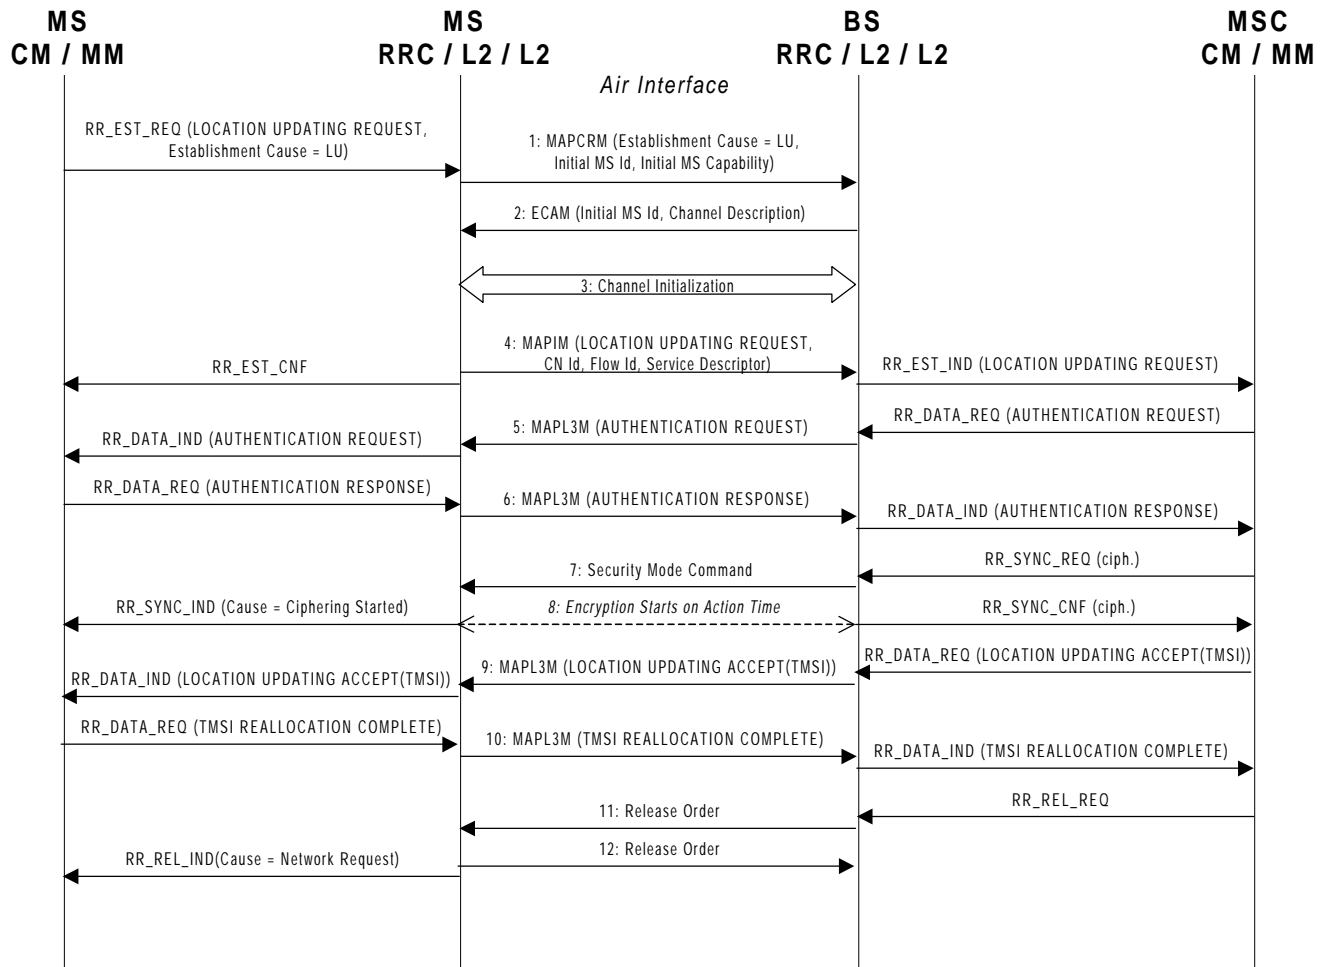 MS
CM / MM
MS
RRC / L2 / L2
BS
RRC / L2 / L2
MSC
CM / MM
Air Interface
RR_EST_REQ (LOCATION UPDATING REQUEST,
Establishment Cause = LU)
1: MAPCRM (Establishment Cause = LU,
Initial MS Id, Initial MS Capability)
2: ECAM (Initial MS Id, Channel Description)
3: Channel Initialization
4: MAPIM (LOCATION UPDATING REQUEST,
CN Id, Flow Id, Service Descriptor)
RR_EST_CNF
RR_EST_IND (LOCATION UPDATING REQUEST)
RR_DATA_REQ (AUTHENTICATION REQUEST)
5: MAPL3M (AUTHENTICATION REQUEST)
RR_DATA_IND (AUTHENTICATION REQUEST)
RR_DATA_REQ (AUTHENTICATION RESPONSE)
6: MAPL3M (AUTHENTICATION RESPONSE)
RR_DATA_IND (AUTHENTICATION RESPONSE)
RR_SYNC_REQ (ciph.)
7: Security Mode Command
RR_SYNC_IND (Cause = Ciphering Started)
8: Encryption Starts on Action Time
RR_SYNC_CNF (ciph.)
RR_DATA_REQ (LOCATION UPDATING ACCEPT(TMSI))
9: MAPL3M (LOCATION UPDATING ACCEPT(TMSI))
RR_DATA_IND (LOCATION UPDATING ACCEPT(TMSI))
RR_DATA_REQ (TMSI REALLOCATION COMPLETE)
10: MAPL3M (TMSI REALLOCATION COMPLETE)
RR_DATA_IND (TMSI REALLOCATION COMPLETE)
RR_REL_REQ
11: Release Order
12: Release Order
RR_REL_IND(Cause = Network Request)